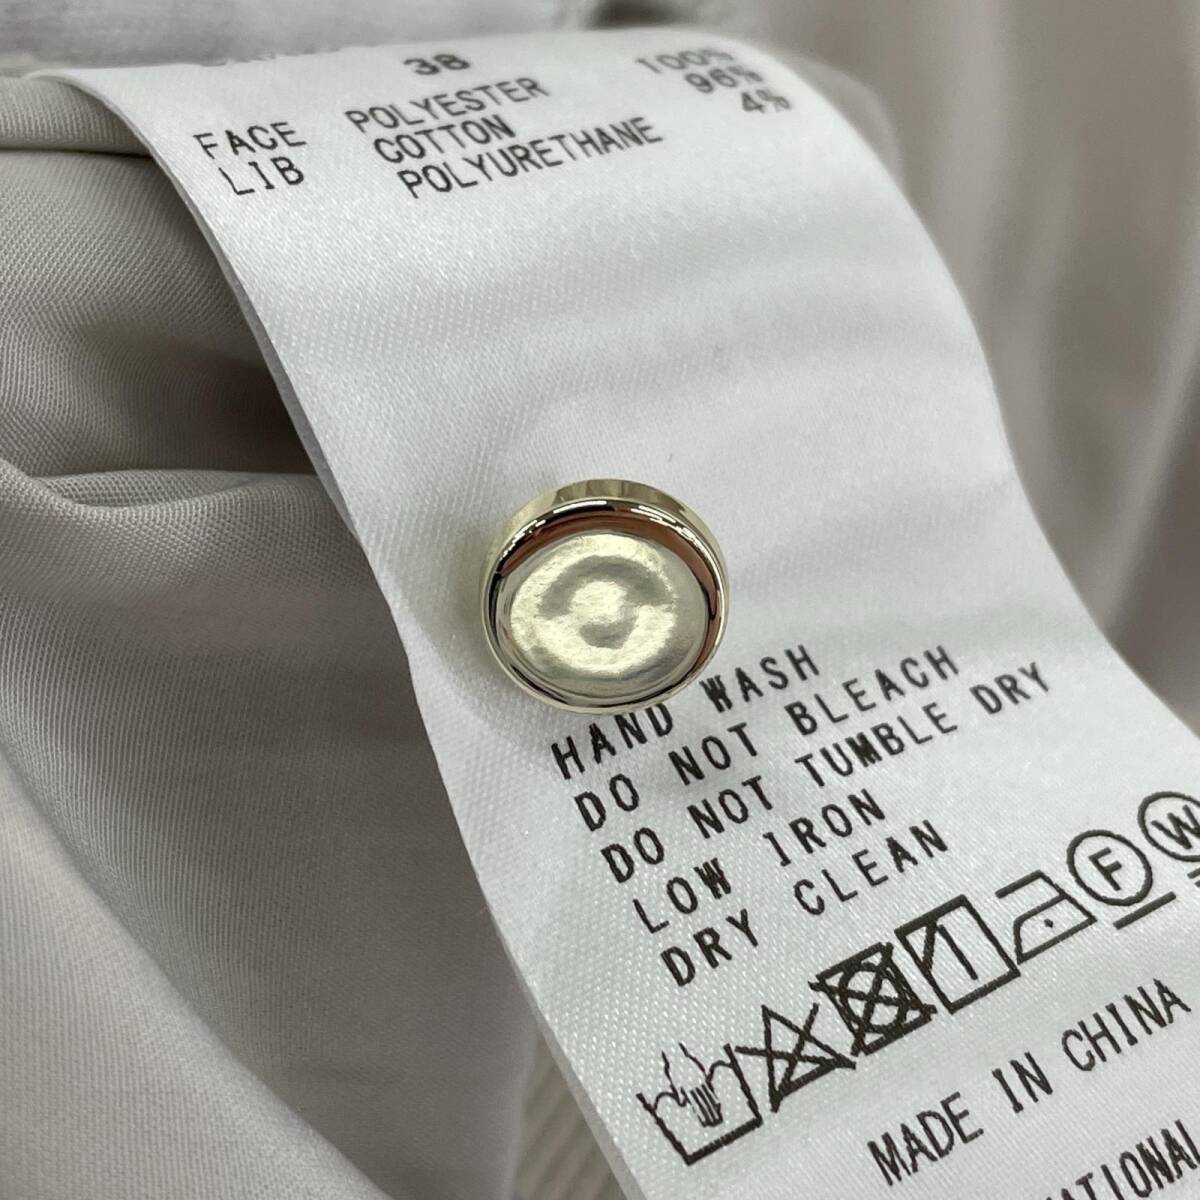 38
FACE POLYESTER 100%
LIB COTTON 96%
POLYURETHANE 4%
HAND WASH
DO NOT BLEACH
DO NOT TUMBLE DRY
LOW IRON
DRY CLEAN
F W
MADE IN CHINA